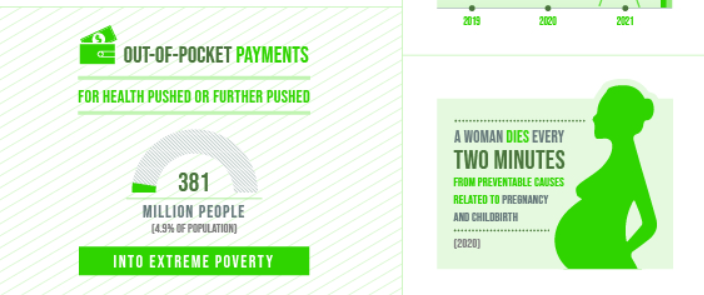 OUT-OF-POCKET PAYMENTS
FOR HEALTH PUSHED OR FURTHER PUSHED
381
MILLION PEOPLE
(4.9% OF POPULATION)
INTO EXTREME POVERTY
2019 2020 2021
A WOMAN DIES EVERY
TWO MINUTES
FROM PREVENTABLE CAUSES
RELATED TO PREGNANCY
AND CHILDBIRTH
(2020)